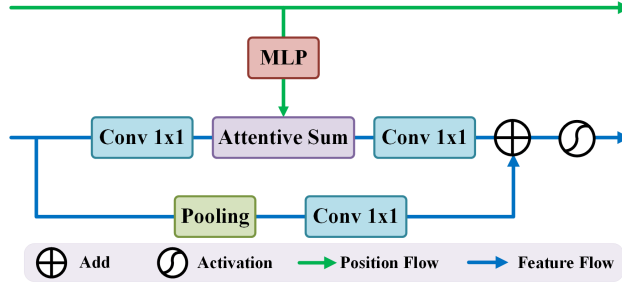 MLP
Conv 1x1 Attentive Sum Conv 1x1
Pooling Conv 1x1
Add Activation Position Flow Feature Flow